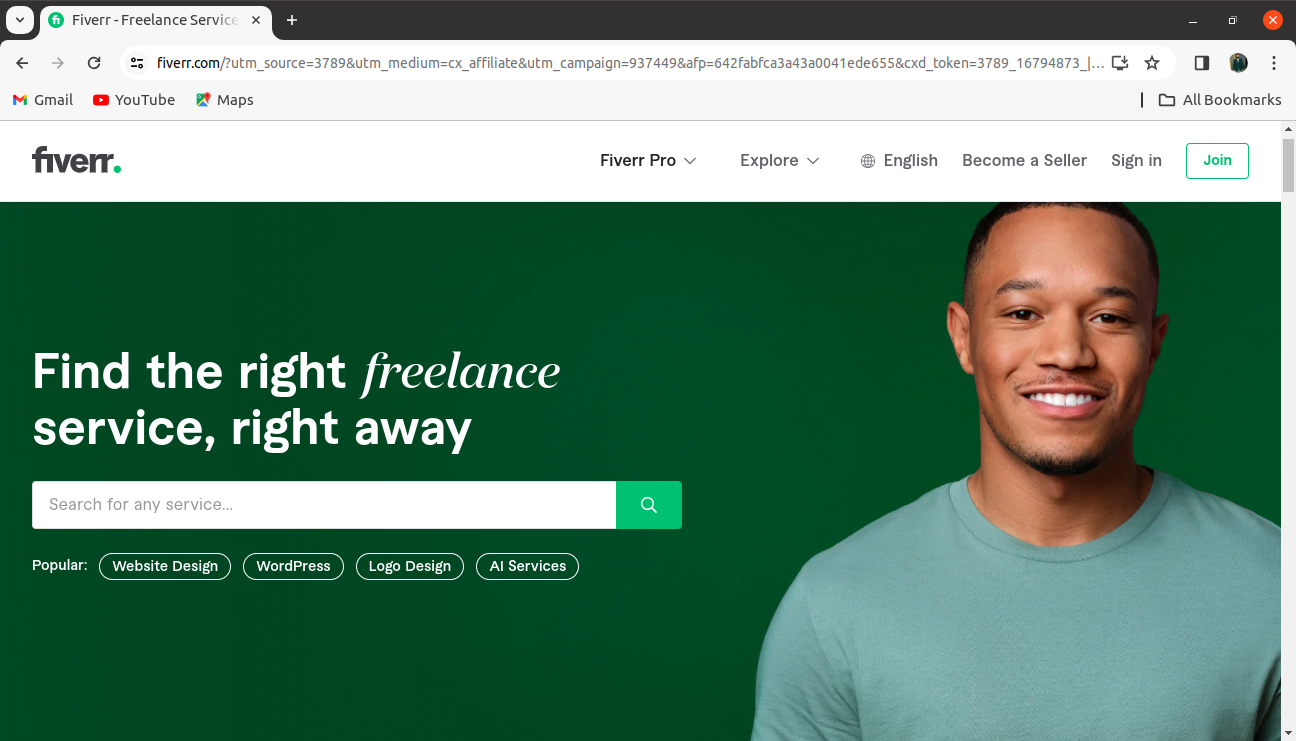 Fiverr - Freelance Service
fiverr.com/?utm_source=3789&utm_medium=cx_affiliate&utm_campaign=937449&afp=642fabfca3a43a0041ede655&cxd_token=3789_16794873_|...
Gmail YouTube Maps All Bookmarks
fiverr. Fiverr Pro Explore English Become a Seller Sign in Join
Find the right freelance
service, right away
Search for any service...
Popular: Website Design WordPress Logo Design AI Services